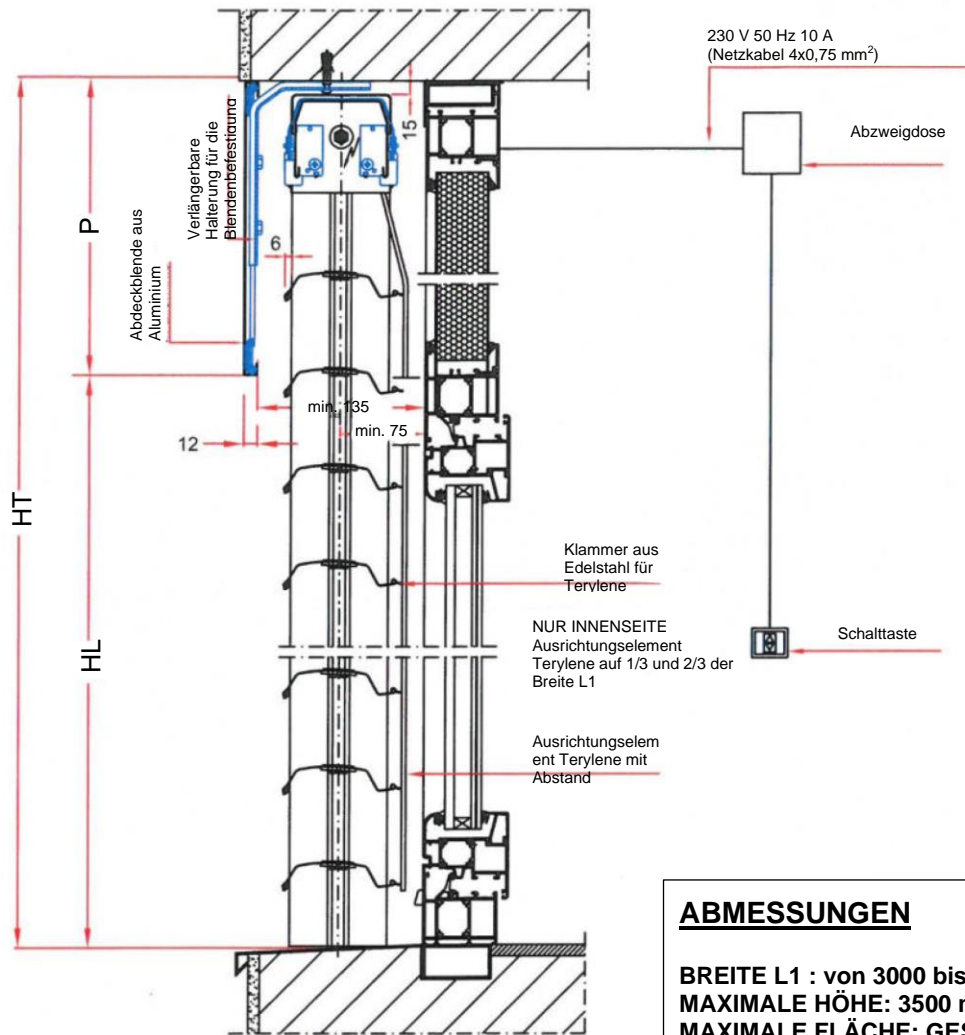 230 V 50 Hz 10 A
(Netzkabel 4x0,75 mm²)
Abzweigdose
15
Verlängerbare
Halterung für die
Blendenbefestigung
P
6
Abdeckblende aus
Aluminium
min. 135
min. 75
12
HT
Klammer aus
Edelstahl für
Terylene
NUR INNENSEITE
Ausrichtungselement
Terylene auf 1/3 und 2/3 der
Breite L1
Schalttaste
HL
Ausrichtungselem
ent Terylene mit
Abstand
ABMESSUNGEN
BREITE L1 : von 3000 bis
MAXIMALE HÖHE: 3500
MAXIMALE FLÄCHE: